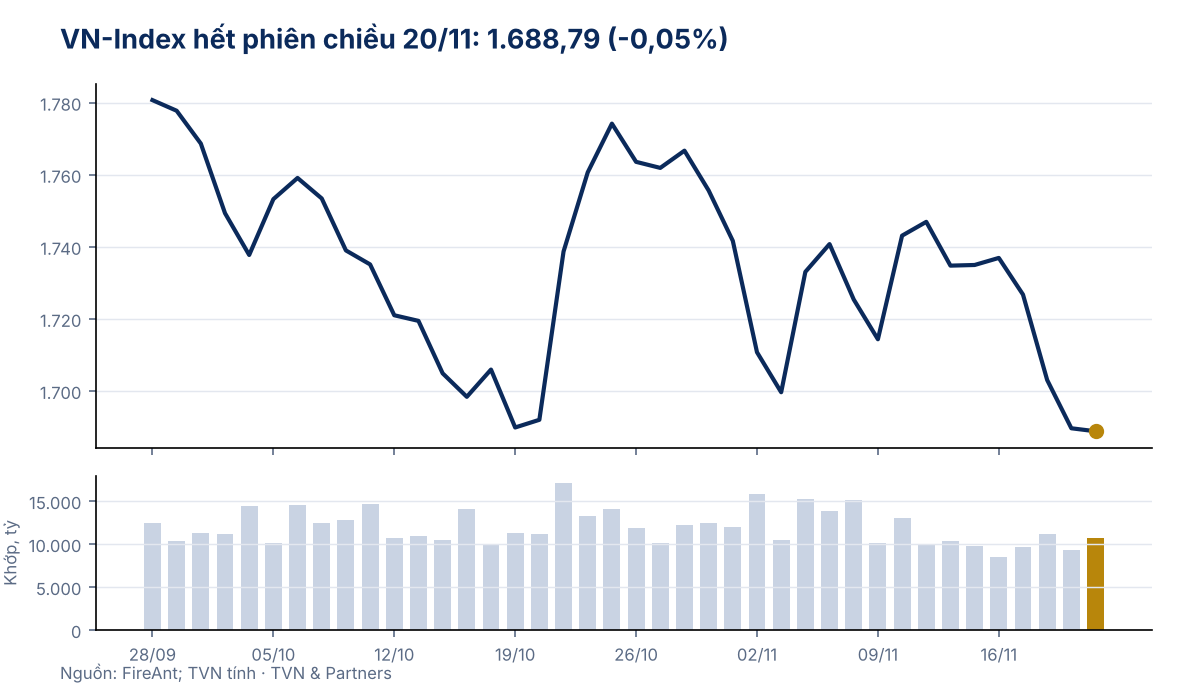 VN-Index hết phiên chiều 20/11: 1.688,79 (-0,05%)
1.780
1.760
1.740
1.720
1.700
Khớp, tỷ
15.000
10.000
5.000
0
28/09 05/10 12/10 19/10 26/10 02/11 09/11 16/11
Nguồn: FireAnt; TVN tính · TVN & Partners